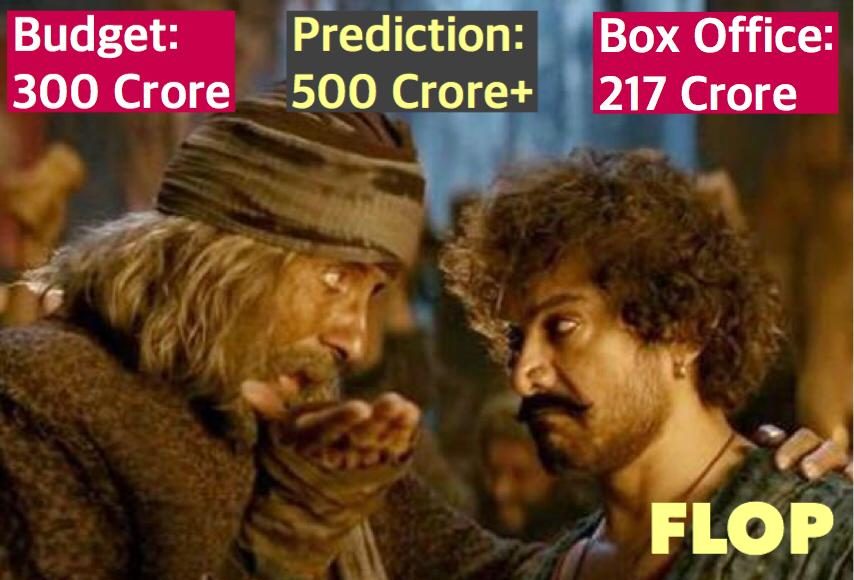 Budget:
300 Crore
Prediction:
500 Crore+
Box Office:
217 Crore
FLOP